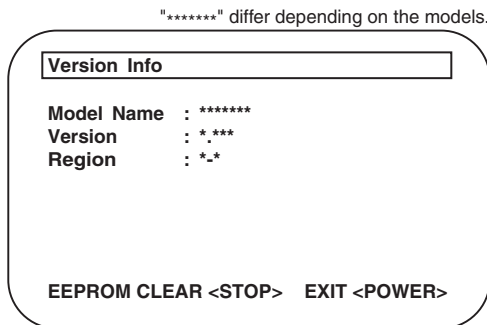 "*******" differ depending on the models.
Version Info
Model Name : *******
Version : *.***
Region : *-*
EEPROM CLEAR <STOP> EXIT <POWER>